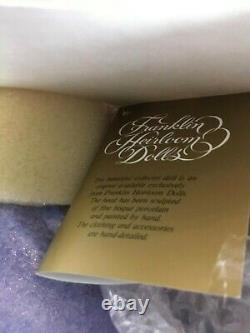 Franklin
Heirloom
Dolls
This beautiful collector doll is an
original available exclusively
from Franklin Heirloom Dolls.
The head has been sculpted
of fine bisque porcelain
and painted by hand.
The clothing and accessories
are hand-detailed.